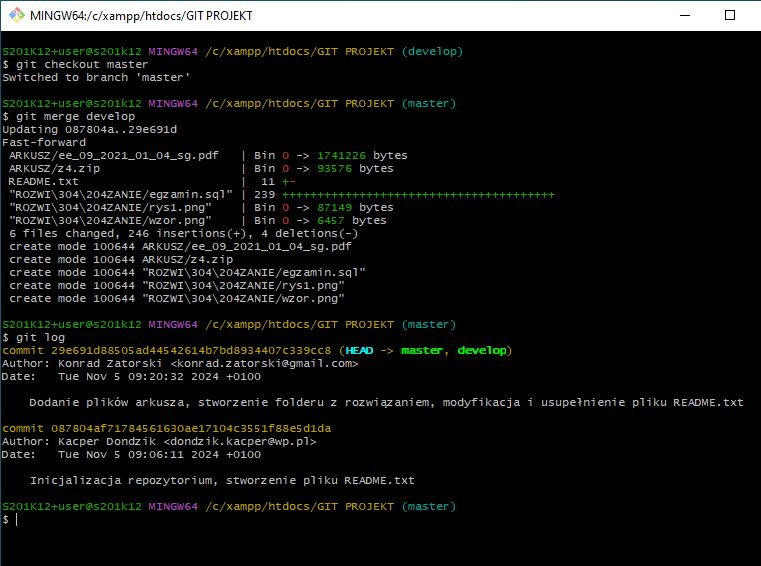 MINGW64:/c/xampp/htdocs/GIT PROJEKT
S201K12+user@s201k12 MINGW64 /c/xampp/htdocs/GIT PROJEKT (develop)
$ git checkout master
Switched to branch 'master'
S201K12+user@s201k12 MINGW64 /c/xampp/htdocs/GIT PROJEKT (master)
$ git merge develop
Updating 087804a..29e691d
Fast-forward
 ARKUSZ/ee_09_2021_01_04_sg.pdf   | Bin 0 -> 1741226 bytes
 ARKUSZ/z4.zip                    | Bin 0 -> 93576 bytes
 README.txt                       |  11 +-
 "ROZWI\304\204ZANIE/egzamin.sql" | 239 +++++++++++++++++++++++++++++++++++++++
 "ROZWI\304\204ZANIE/rys1.png"    | Bin 0 -> 87149 bytes
 "ROZWI\304\204ZANIE/wzor.png"    | Bin 0 -> 6457 bytes
 6 files changed, 246 insertions(+), 4 deletions(-)
 create mode 100644 ARKUSZ/ee_09_2021_01_04_sg.pdf
 create mode 100644 ARKUSZ/z4.zip
 create mode 100644 "ROZWI\304\204ZANIE/egzamin.sql"
 create mode 100644 "ROZWI\304\204ZANIE/rys1.png"
 create mode 100644 "ROZWI\304\204ZANIE/wzor.png"
S201K12+user@s201k12 MINGW64 /c/xampp/htdocs/GIT PROJEKT (master)
$ git log
commit 29e691d88505ad44542614b7bd8934407c339cc8 (HEAD -> master, develop)
Author: Konrad Zatorski <konrad.zatorski@gmail.com>
Date:   Tue Nov 5 09:20:32 2024 +0100
    Dodanie plików arkusza, stworzenie folderu z rozwiązaniem, modyfikacja i usupełnienie pliku README.txt
commit 087804af71784561630ae17104c3551f88e5d1da
Author: Kacper Dondzik <dondzik.kacper@wp.pl>
Date:   Tue Nov 5 09:06:11 2024 +0100
    Inicjalizacja repozytorium, stworzenie pliku README.txt
S201K12+user@s201k12 MINGW64 /c/xampp/htdocs/GIT PROJEKT (master)
$